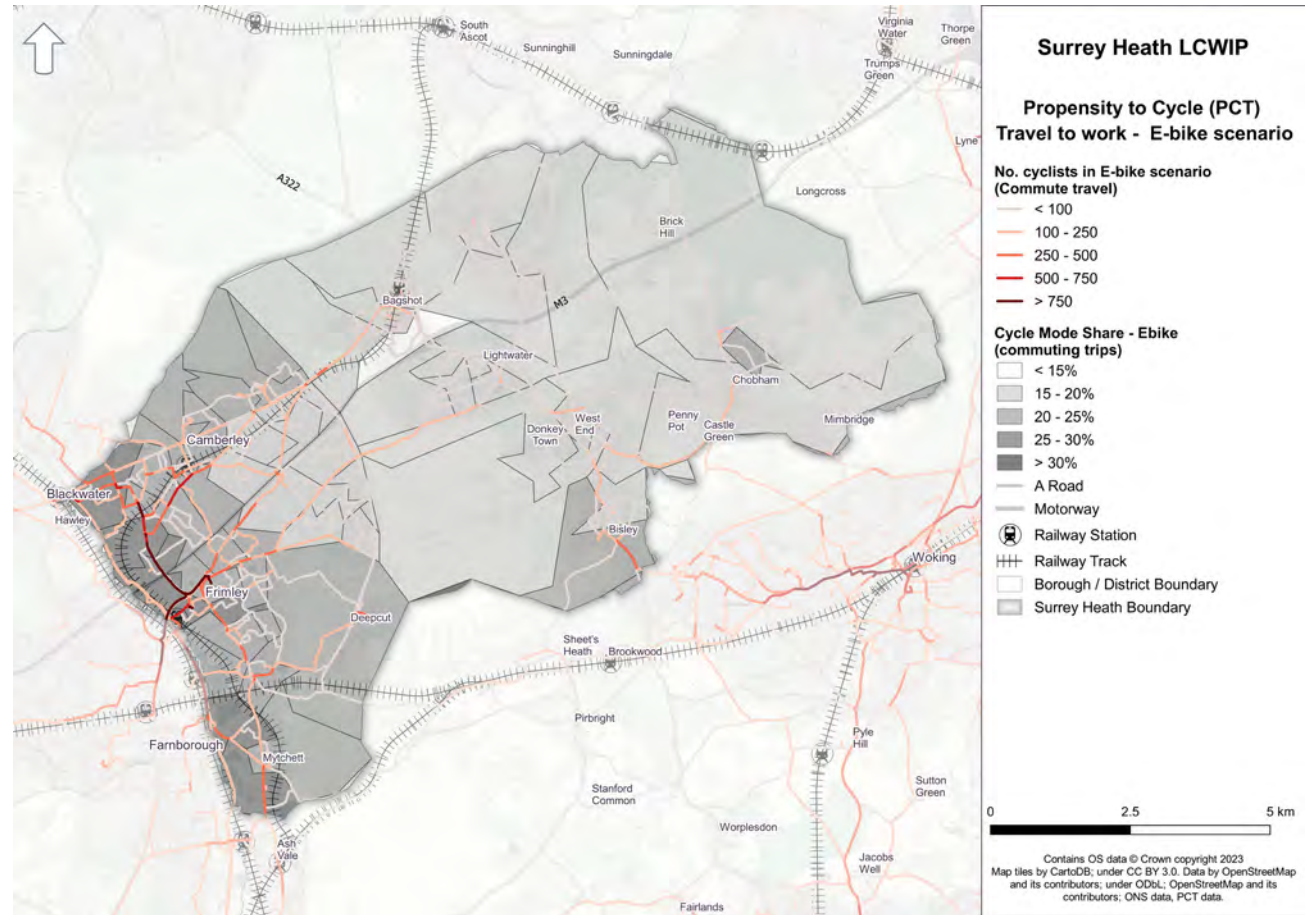 South
Ascot
Sunninghill
Sunningdale
Virginia
Water
Thorpe
Green
Trumps
Green
Lyne
A322
Longcross
Brick
Hill
Bagshot
M3
Lightwater
Chobham
Camberley
Donkey
Town
West
End
Penny
Pot
Castle
Green
Mimbridge
Blackwater
Hawley
Bisley
Woking
Frimley
Deepcut
Sheet's
Heath
Brookwood
Pirbright
Farnborough
Mytchett
Pyle
Hill
Stanford
Common
Sutton
Green
Worplesdon
Ash
Vale
Jacobs
Well
Fairlands
Surrey Heath LCWIP
Propensity to Cycle (PCT)
Travel to work - E-bike scenario
No. cyclists in E-bike scenario
(Commute travel)
< 100
100 - 250
250 - 500
500 - 750
> 750
Cycle Mode Share - Ebike
(commuting trips)
< 15%
15 - 20%
20 - 25%
25 - 30%
> 30%
A Road
Motorway
Railway Station
Railway Track
Borough / District Boundary
Surrey Heath Boundary
0 2.5 5 km
Contains OS data © Crown copyright 2023
Map tiles by CartoDB; under CC BY 3.0. Data by OpenStreetMap
and its contributors; under ODbL; OpenStreetMap and its
contributors; ONS data, PCT data.